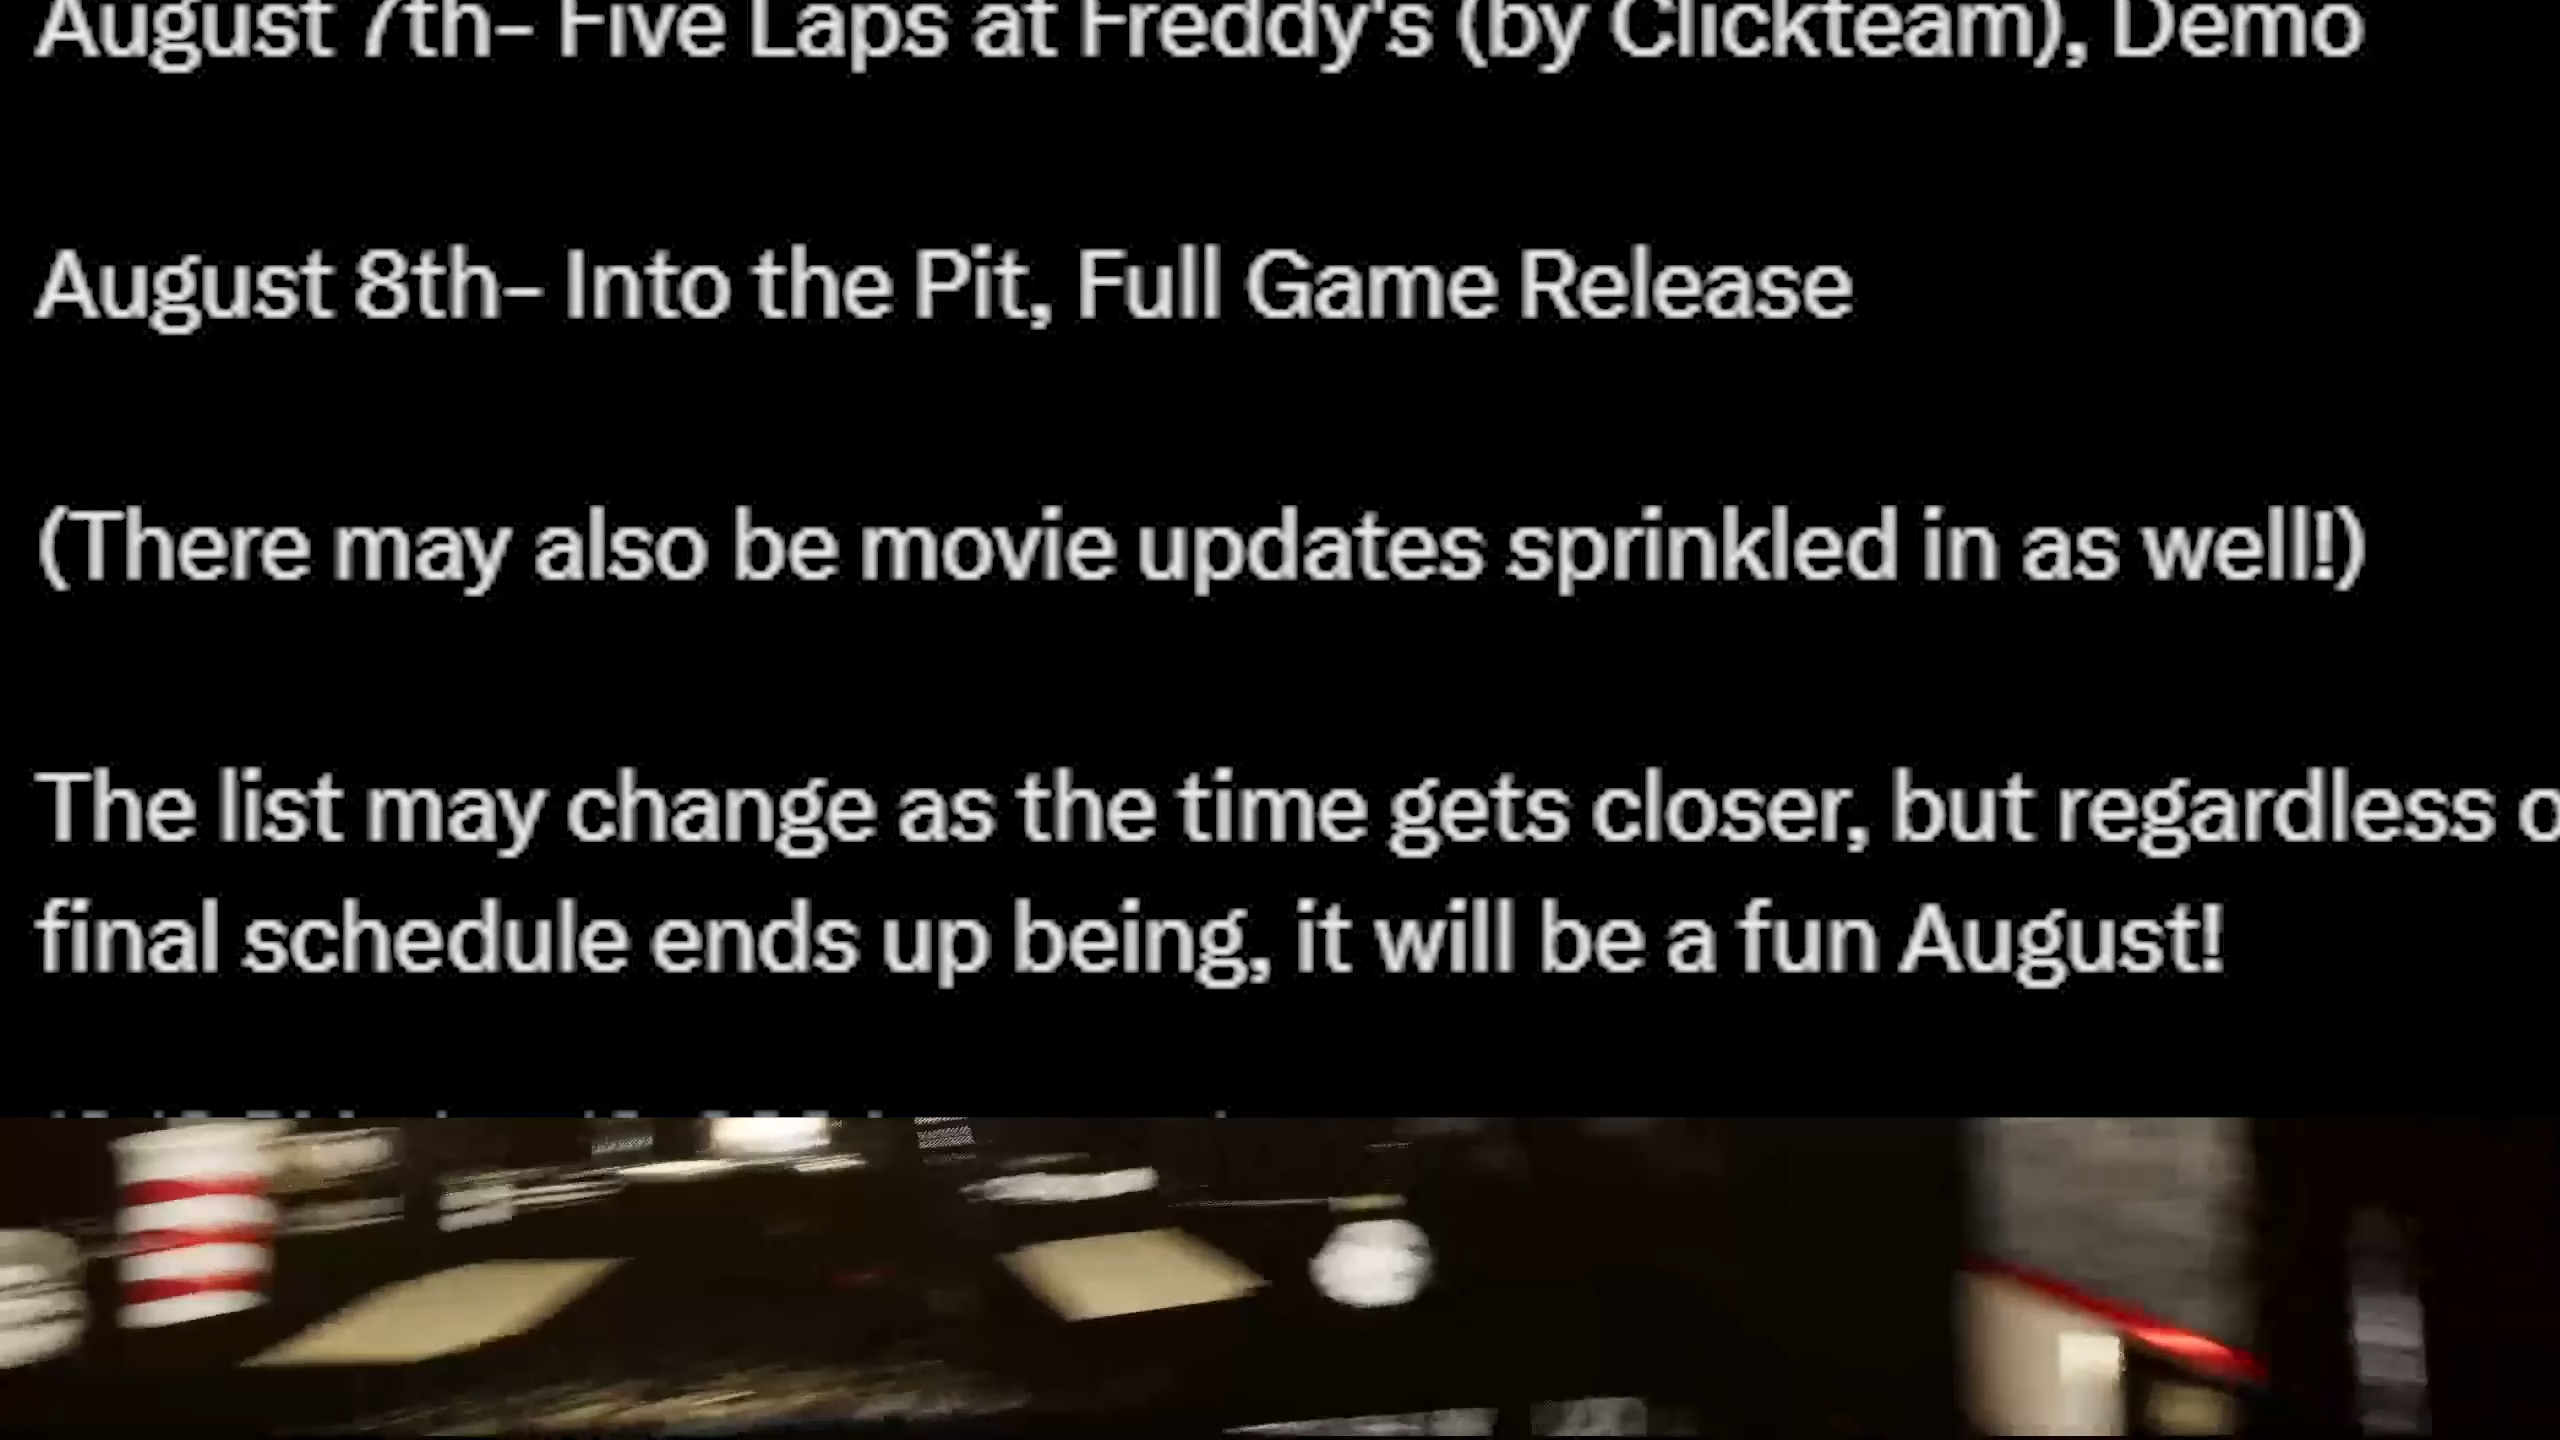 August 7th– Five Laps at Freddy's (by Clickteam), Demo
August 8th– Into the Pit, Full Game Release
(There may also be movie updates sprinkled in as well!)
The list may change as the time gets closer, but regardless
final schedule ends up being, it will be a fun August!